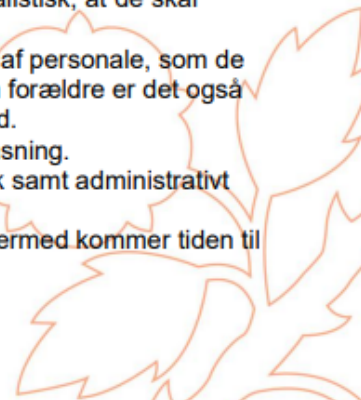 alistisk, at de skal
af personale, som de
forældre er det også
d.
sning.
k samt administrativt
ermed kommer tiden til